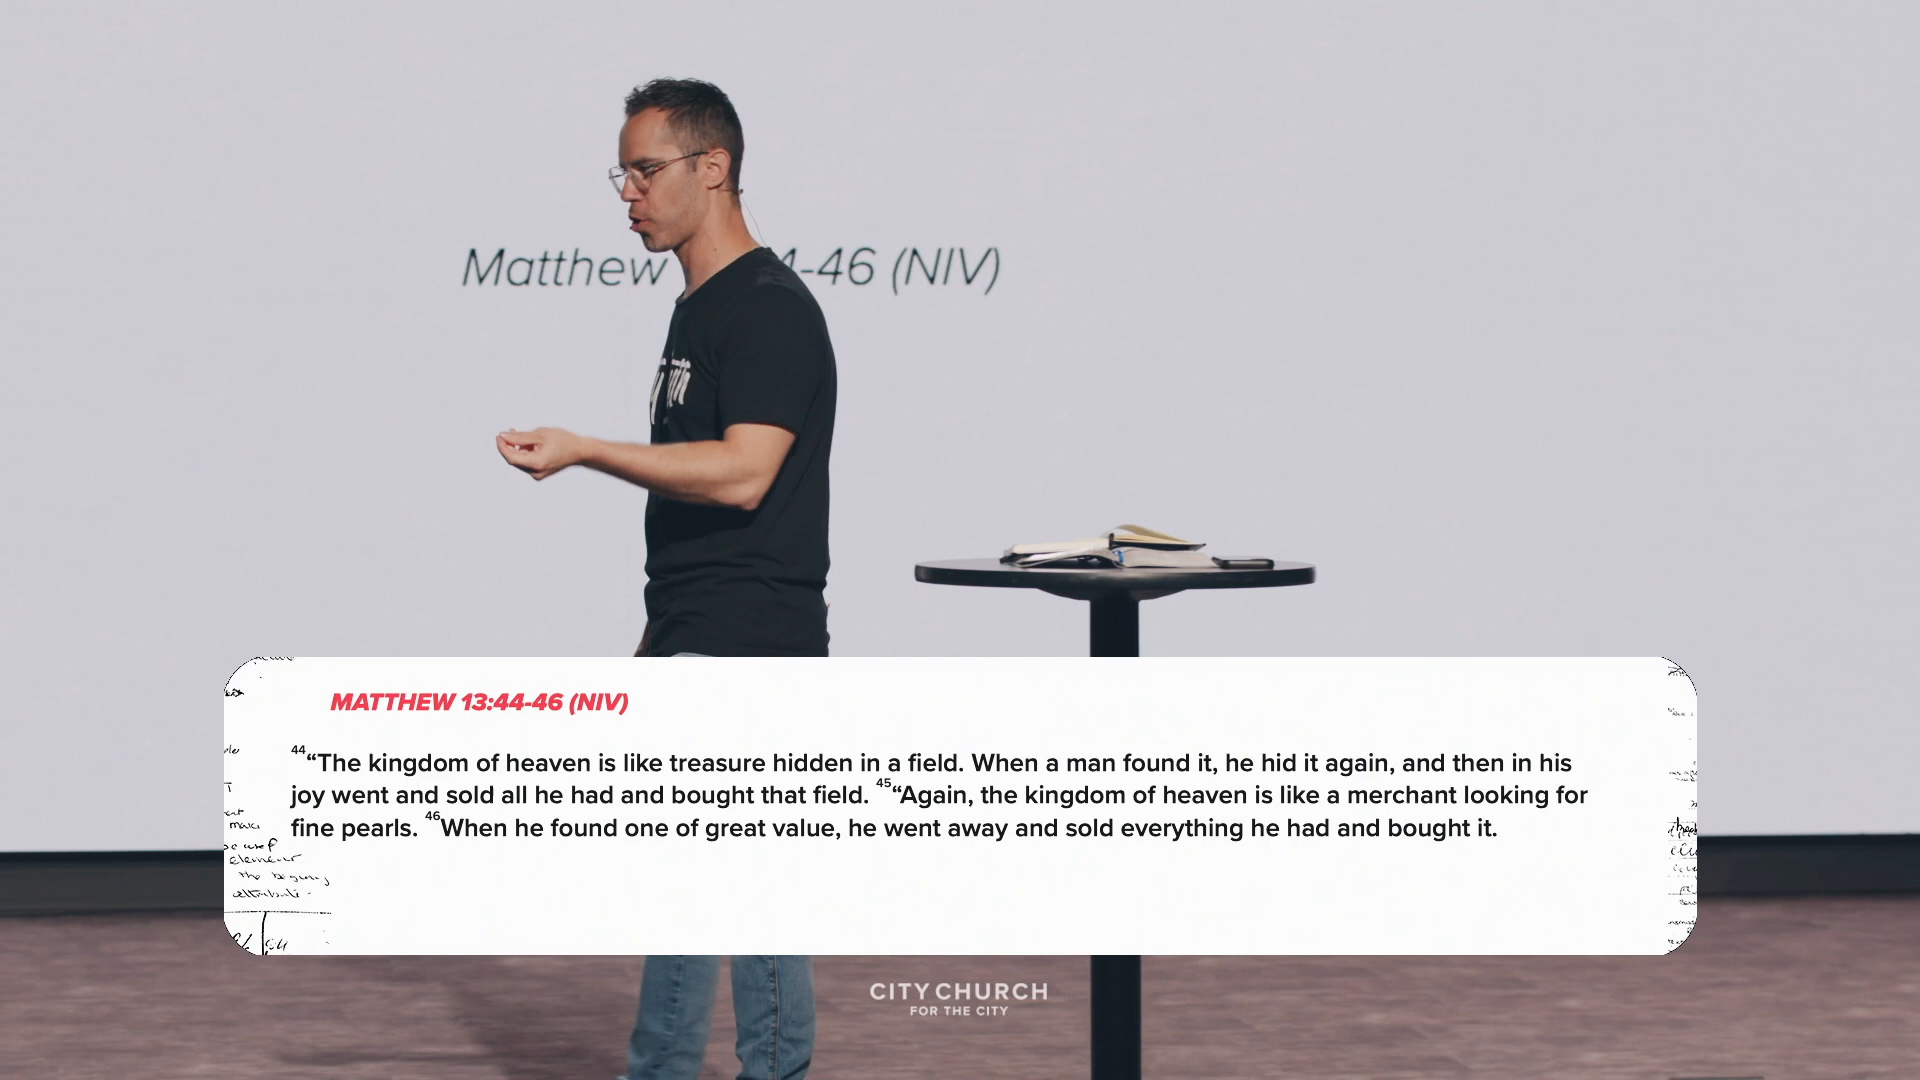 Matthew 4-46 (NIV)
MATTHEW 13:44-46 (NIV)
44“The kingdom of heaven is like treasure hidden in a field. When a man found it, he hid it again, and then in his
joy went and sold all he had and bought that field. 45“Again, the kingdom of heaven is like a merchant looking for
fine pearls. 46When he found one of great value, he went away and sold everything he had and bought it.
make
element
the
CITY CHURCH
FOR THE CITY